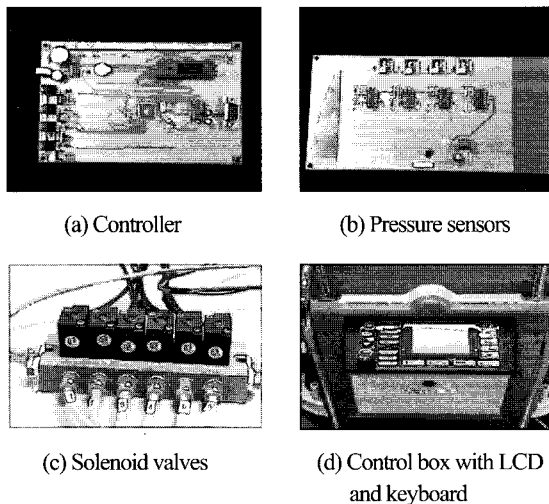 (a) Controller
(b) Pressure sensors
(c) Solenoid valves
(d) Control box with LCD
and keyboard